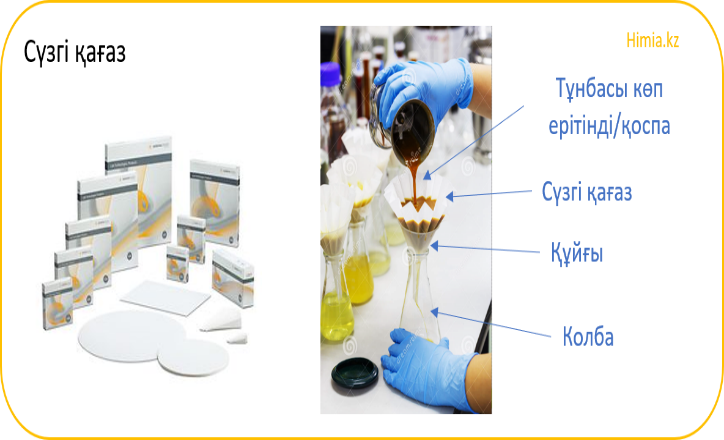 Сүзгі қағаз
Himia.kz
Тұнбасы көп
ерітінді/қоспа
Сүзгі қағаз
Құйғы
Колба